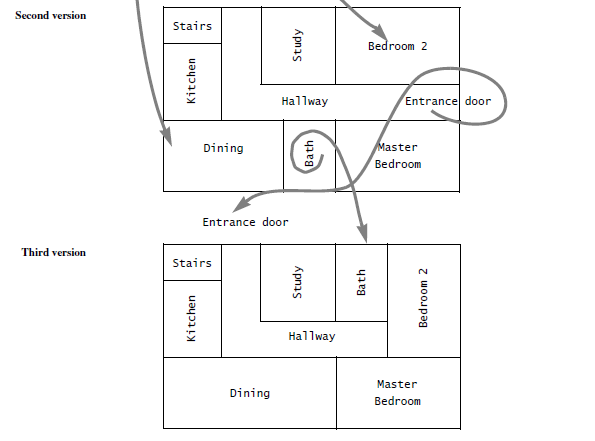 Second version
Stairs
Study
Bedroom 2
Kitchen
Hallway
Entrance door
Dining
Bath
Master
Bedroom
Entrance door
Third version
Stairs
Study
Bath
Bedroom 2
Kitchen
Hallway
Dining
Master
Bedroom